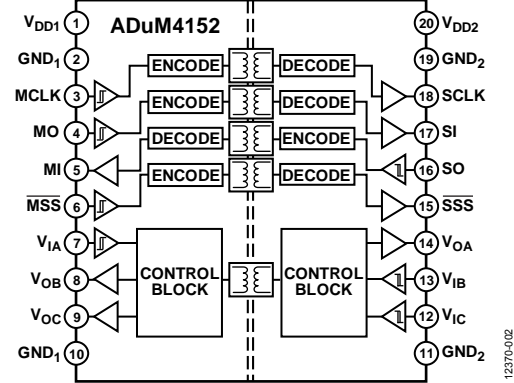 ADuM4152
VDD1 1
20 VDD2
GND1 2
19 GND2
MCLK 3
ENCODE
DECODE
18 SCLK
MO 4
ENCODE
DECODE
17 SI
MI 5
DECODE
ENCODE
16 SO
MSS 6
ENCODE
DECODE
15 SSS
VIA 7
14 VOA
VOB 8
CONTROL
BLOCK
CONTROL
BLOCK
13 VIB
VOC 9
12 VIC
GND1 10
11 GND2
12370-002